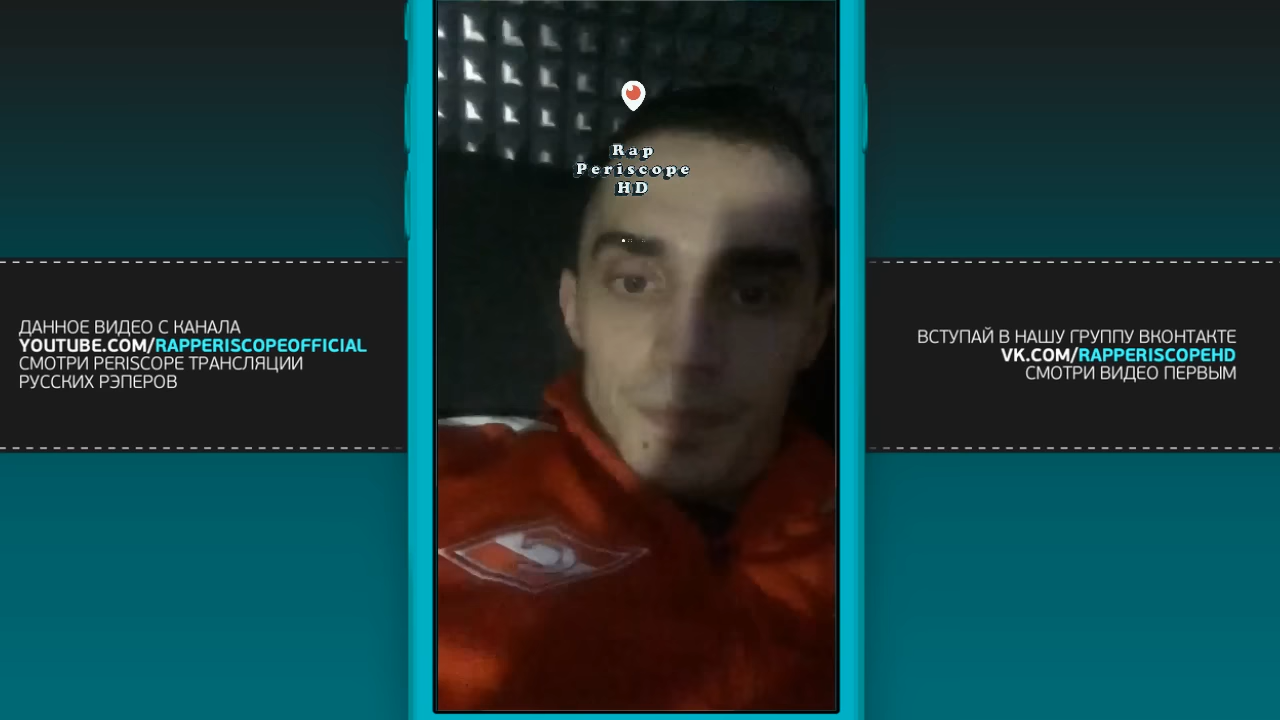 Rap
Periscope
HD
ДАННОЕ ВИДЕО С КАНАЛА
YOUTUBE.COM/RAPPERISCOPEOFFICIAL
СМОТРИ PERISCOPE ТРАНСЛЯЦИИ
РУССКИХ РЭПЕРОВ
ВСТУПАЙ В НАШУ ГРУППУ ВКОНТАКТЕ
VK.COM/RAPPERISCOPEHD
СМОТРИ ВИДЕО ПЕРВЫМ